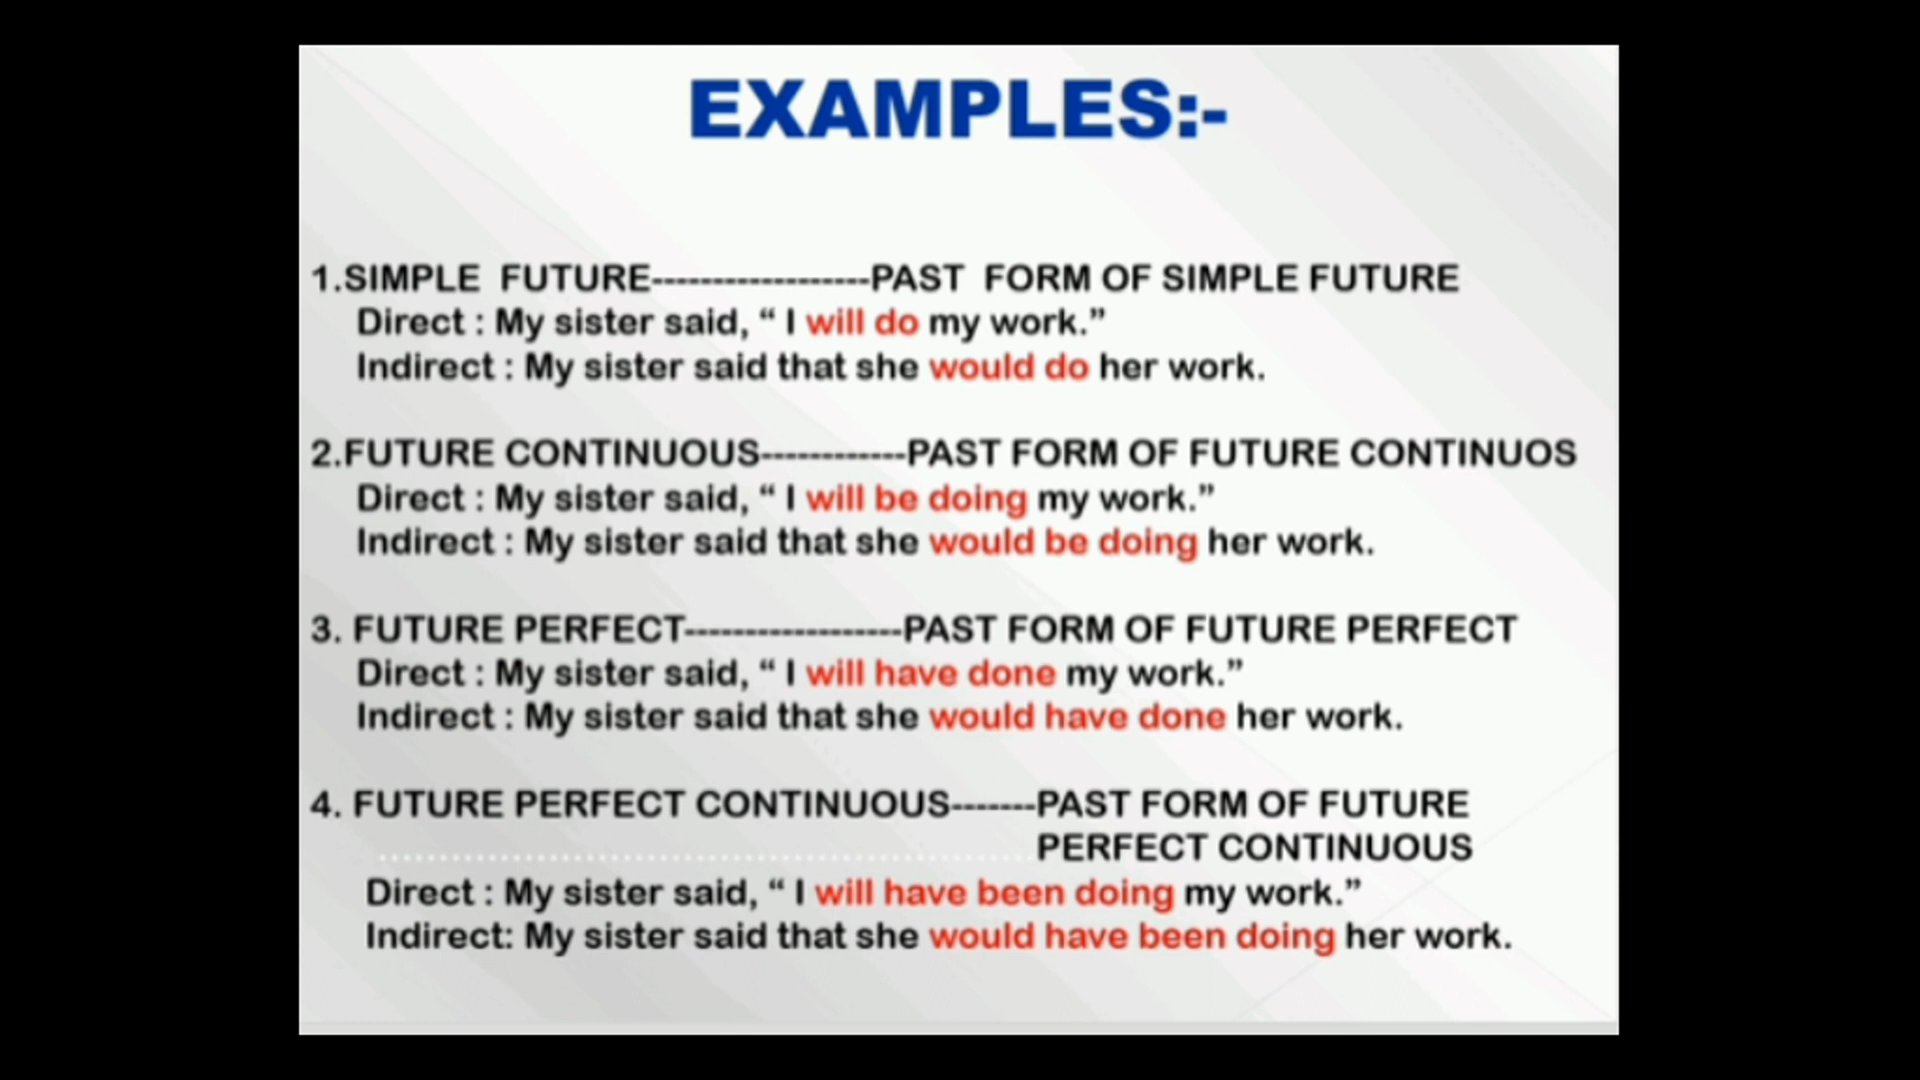 EXAMPLES:-
1.SIMPLE FUTURE------------------PAST FORM OF SIMPLE FUTURE
Direct : My sister said, “ I will do my work.”
Indirect : My sister said that she would do her work.
2.FUTURE CONTINUOUS------------PAST FORM OF FUTURE CONTINUOS
Direct : My sister said, “ I will be doing my work.”
Indirect : My sister said that she would be doing her work.
3. FUTURE PERFECT------------------PAST FORM OF FUTURE PERFECT
Direct : My sister said, “ I will have done my work.”
Indirect : My sister said that she would have done her work.
4. FUTURE PERFECT CONTINUOUS-------PAST FORM OF FUTURE
PERFECT CONTINUOUS
Direct : My sister said, “ I will have been doing my work.”
Indirect: My sister said that she would have been doing her work.